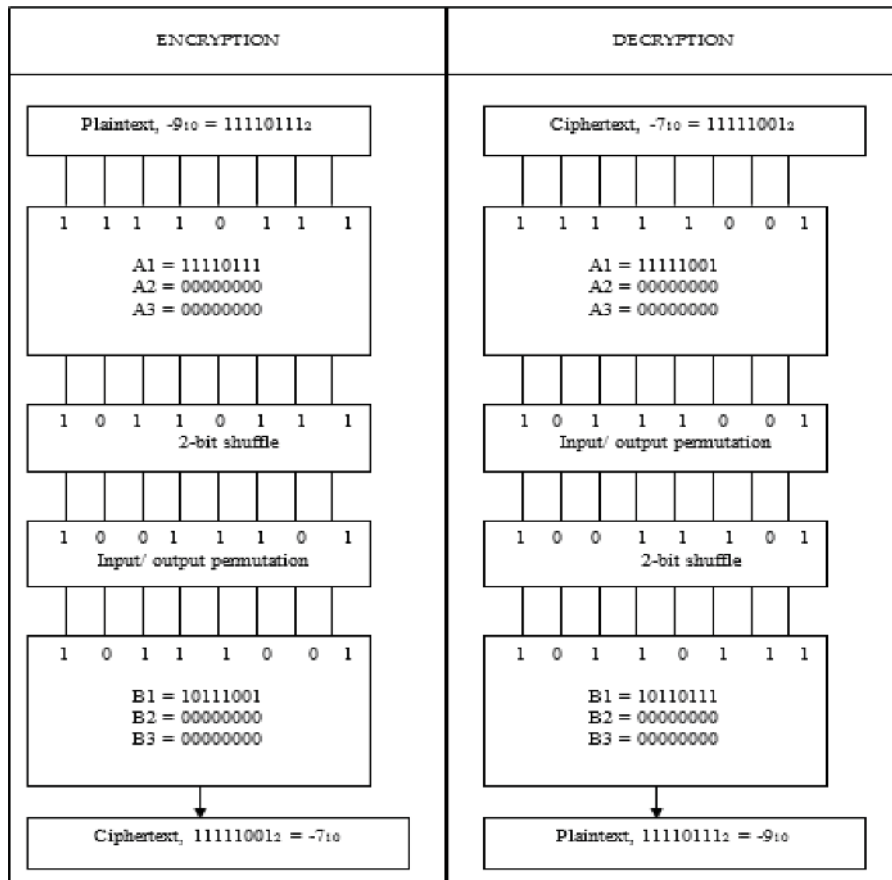 ENCRYPTION
Plaintext, -9₁₀ = 11110111₂
1 1 1 1 0 1 1 1
A1 = 11110111
A2 = 00000000
A3 = 00000000
1 0 1 1 0 1 1 1
2-bit shuffle
1 0 0 1 1 1 0 1
Input/ output permutation
1 0 1 1 1 0 0 1
B1 = 10111001
B2 = 00000000
B3 = 00000000
Ciphertext, 11111001₂ = -7₁₀
DECRYPTION
Ciphertext, -7₁₀ = 11111001₂
1 1 1 1 1 0 0 1
A1 = 11111001
A2 = 00000000
A3 = 00000000
1 0 1 1 1 0 0 1
Input/ output permutation
1 0 0 1 1 1 0 1
2-bit shuffle
1 0 1 1 0 1 1 1
B1 = 10110111
B2 = 00000000
B3 = 00000000
Plaintext, 11110111₂ = -9₁₀